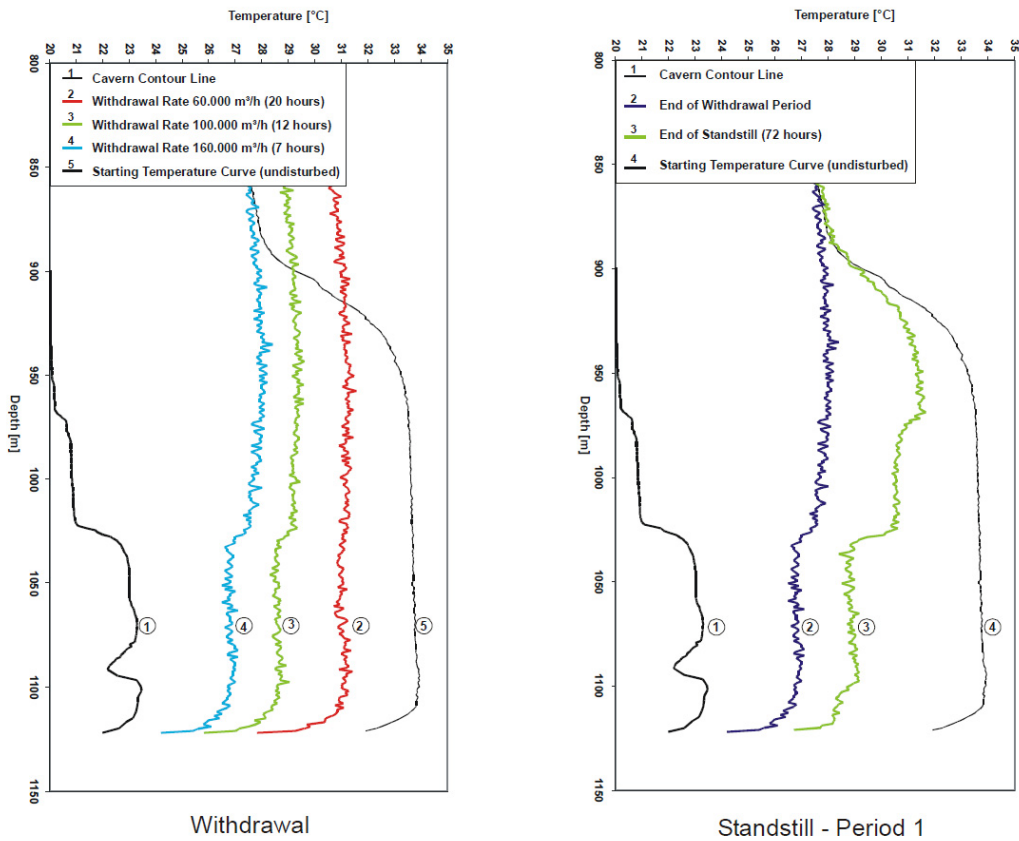 Temperature [°C]
20 22 23 24 25 26 27 28 29 31 32 33 34 35
800
850
900
950
1000
1050
1100
1150
Depth [m]
1 Cavern Contour Line
2 Withdrawal Rate 60.000 m³/h (20 hours)
3 Withdrawal Rate 100.000 m³/h (12 hours)
4 Withdrawal Rate 160.000 m³/h (7 hours)
5 Starting Temperature Curve (undisturbed)
1 4 3 2 5
Withdrawal
Temperature [°C]
20 21 22 23 24 25 26 27 28 29 30 31 33 34 35
800
850
900
950
1000
1050
1100
1150
Depth [m]
1 Cavern Contour Line
2 End of Withdrawal Period
3 End of Standstill (72 hours)
4 Starting Temperature Curve (undisturbed)
1 2 3 4
Standstill - Period 1